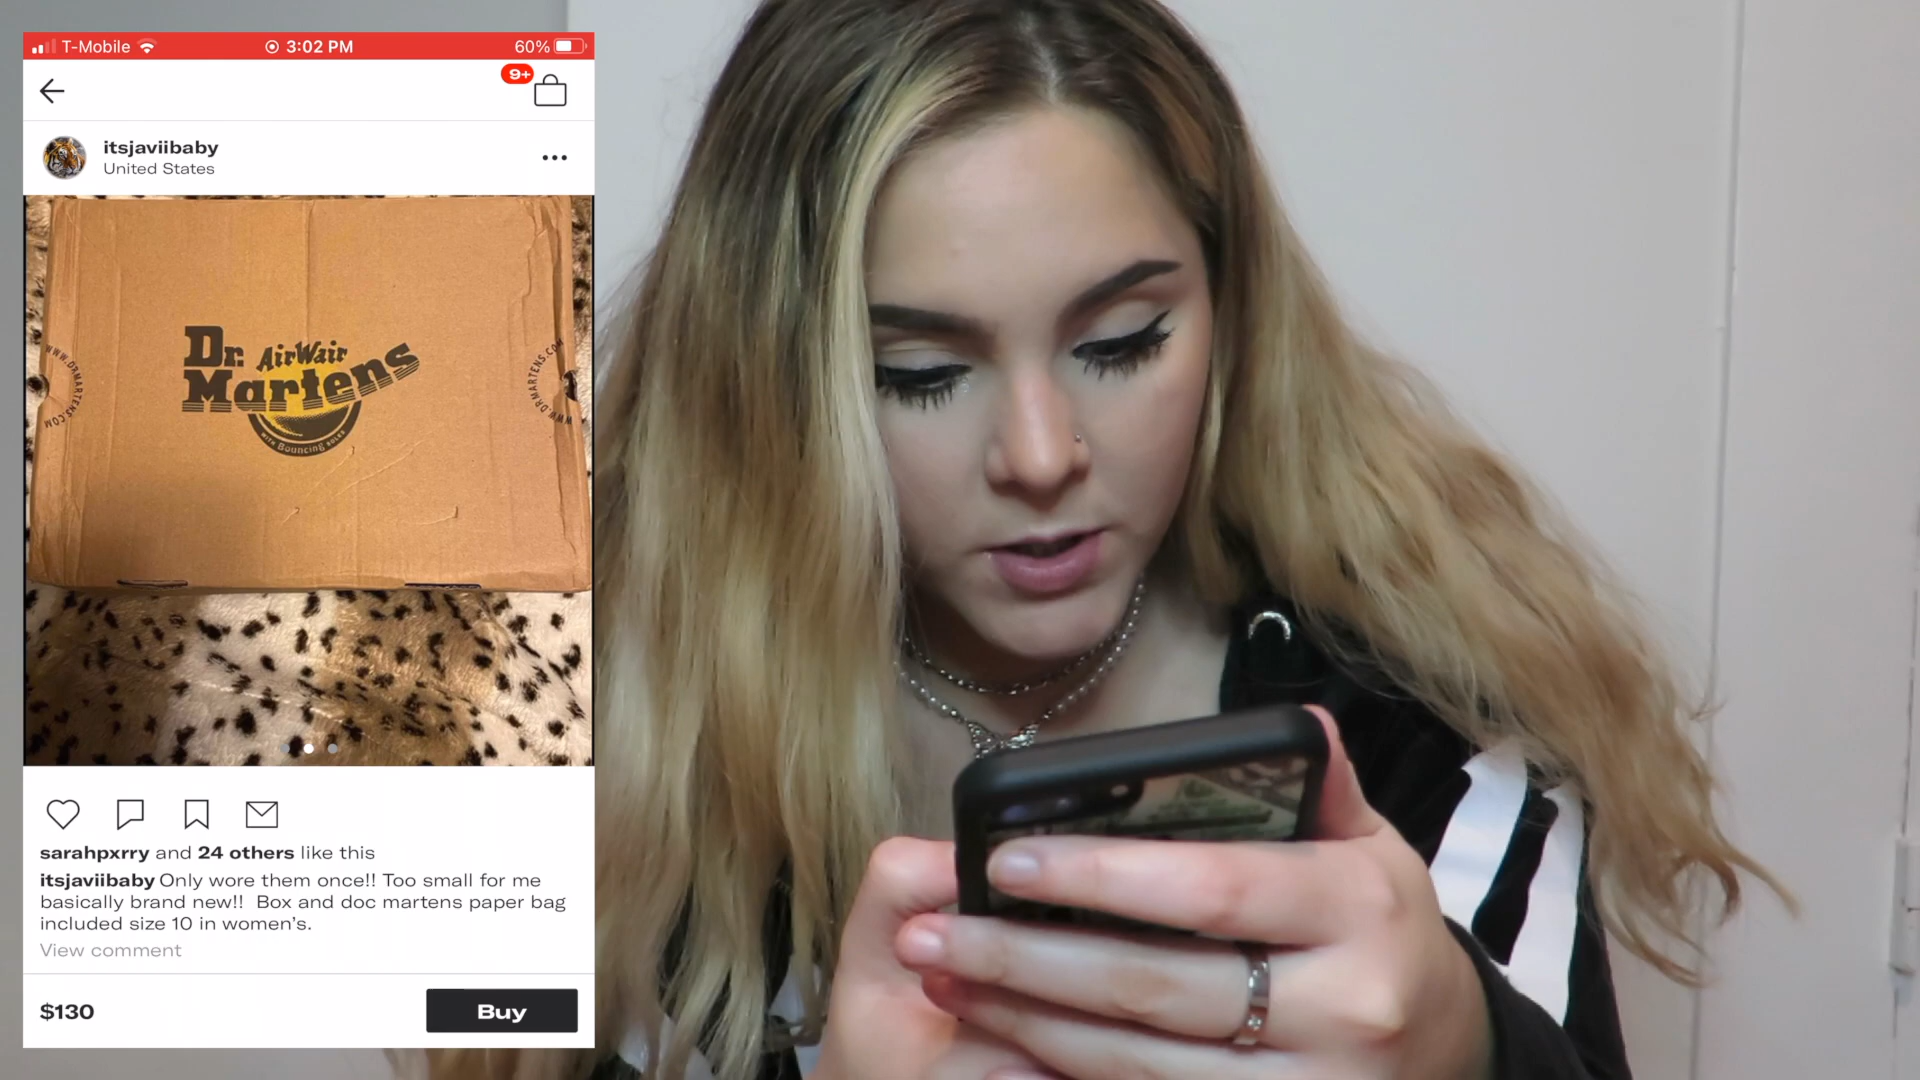 T-Mobile 3:02 PM 60%
9+
itsjaviibaby
United States
Dr. AirWair
Martens
WITH Bouncing SOLES
WWW.DRMARTENS.COM
WWW.DRMARTENS.COM
sarahpxrry and 24 others like this
itsjaviibaby Only wore them once!! Too small for me
basically brand new!! Box and doc martens paper bag
included size 10 in women's.
View comment
$130 Buy